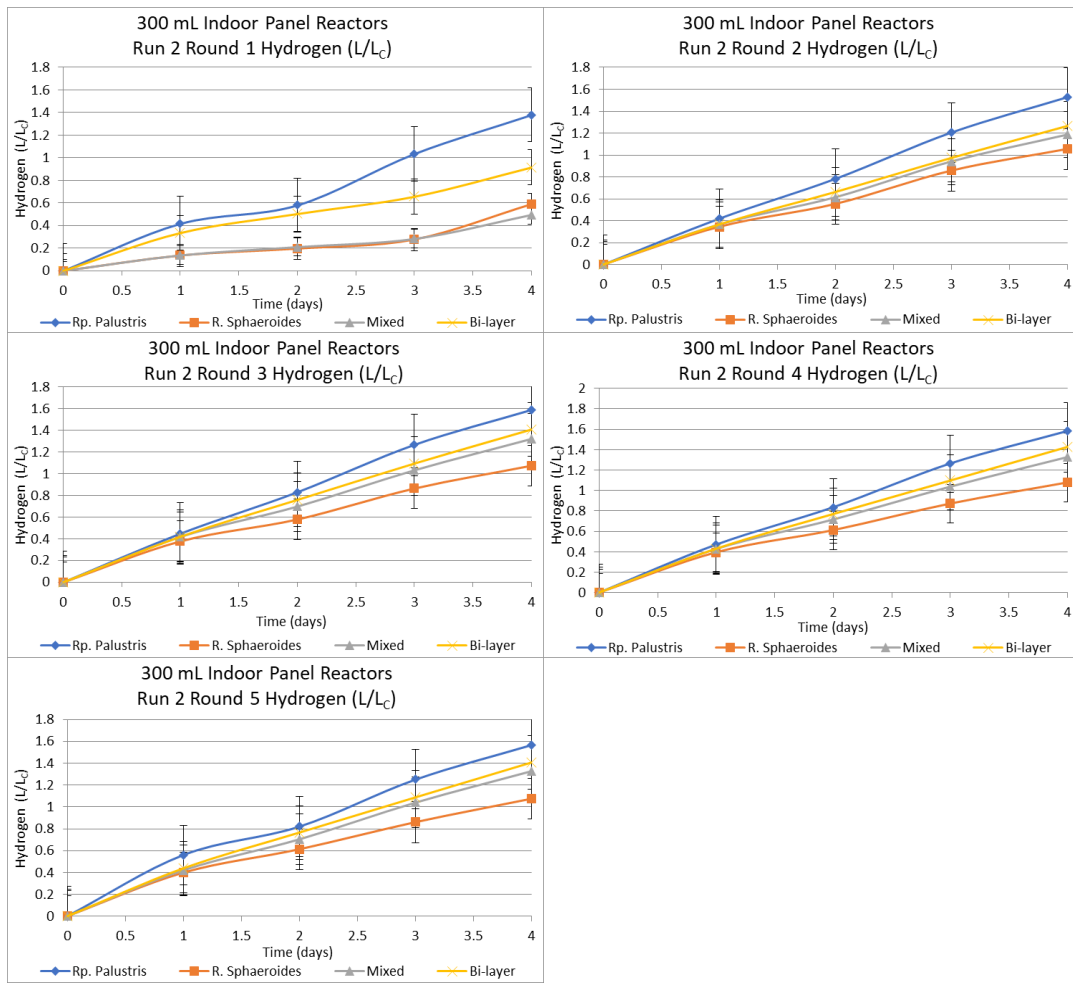 300 mL Indoor Panel Reactors
Run 2 Round 1 Hydrogen (L/L_C)
Hydrogen (L/L_C)
1.8
1.6
1.4
1.2
1
0.8
0.6
0.4
0.2
0
0 0.5 1 1.5 2 2.5 3 3.5 4
Time (days)
Rp. Palustris R. Sphaeroides Mixed Bi-layer
300 mL Indoor Panel Reactors
Run 2 Round 2 Hydrogen (L/L_C)
Hydrogen (L/L_C)
1.8
1.6
1.4
1.2
1
0.8
0.6
0.4
0.2
0
0 0.5 1 1.5 2 2.5 3 3.5 4
Time (days)
Rp. Palustris R. Sphaeroides Mixed Bi-layer
300 mL Indoor Panel Reactors
Run 2 Round 3 Hydrogen (L/L_C)
Hydrogen (L/L_C)
1.8
1.6
1.4
1.2
1
0.8
0.6
0.4
0.2
0
0 0.5 1 1.5 2 2.5 3 3.5 4
Time (days)
Rp. Palustris R. Sphaeroides Mixed Bi-layer
300 mL Indoor Panel Reactors
Run 2 Round 4 Hydrogen (L/L_C)
Hydrogen (L/L_C)
2
1.8
1.6
1.4
1.2
1
0.8
0.6
0.4
0.2
0
0 0.5 1 1.5 2 2.5 3 3.5 4
Time (days)
Rp. Palustris R. Sphaeroides Mixed Bi-layer
300 mL Indoor Panel Reactors
Run 2 Round 5 Hydrogen (L/L_C)
Hydrogen (L/L_C)
1.8
1.6
1.4
1.2
1
0.8
0.6
0.4
0.2
0
0 0.5 1 1.5 2 2.5 3 3.5 4
Time (days)
Rp. Palustris R. Sphaeroides Mixed Bi-layer